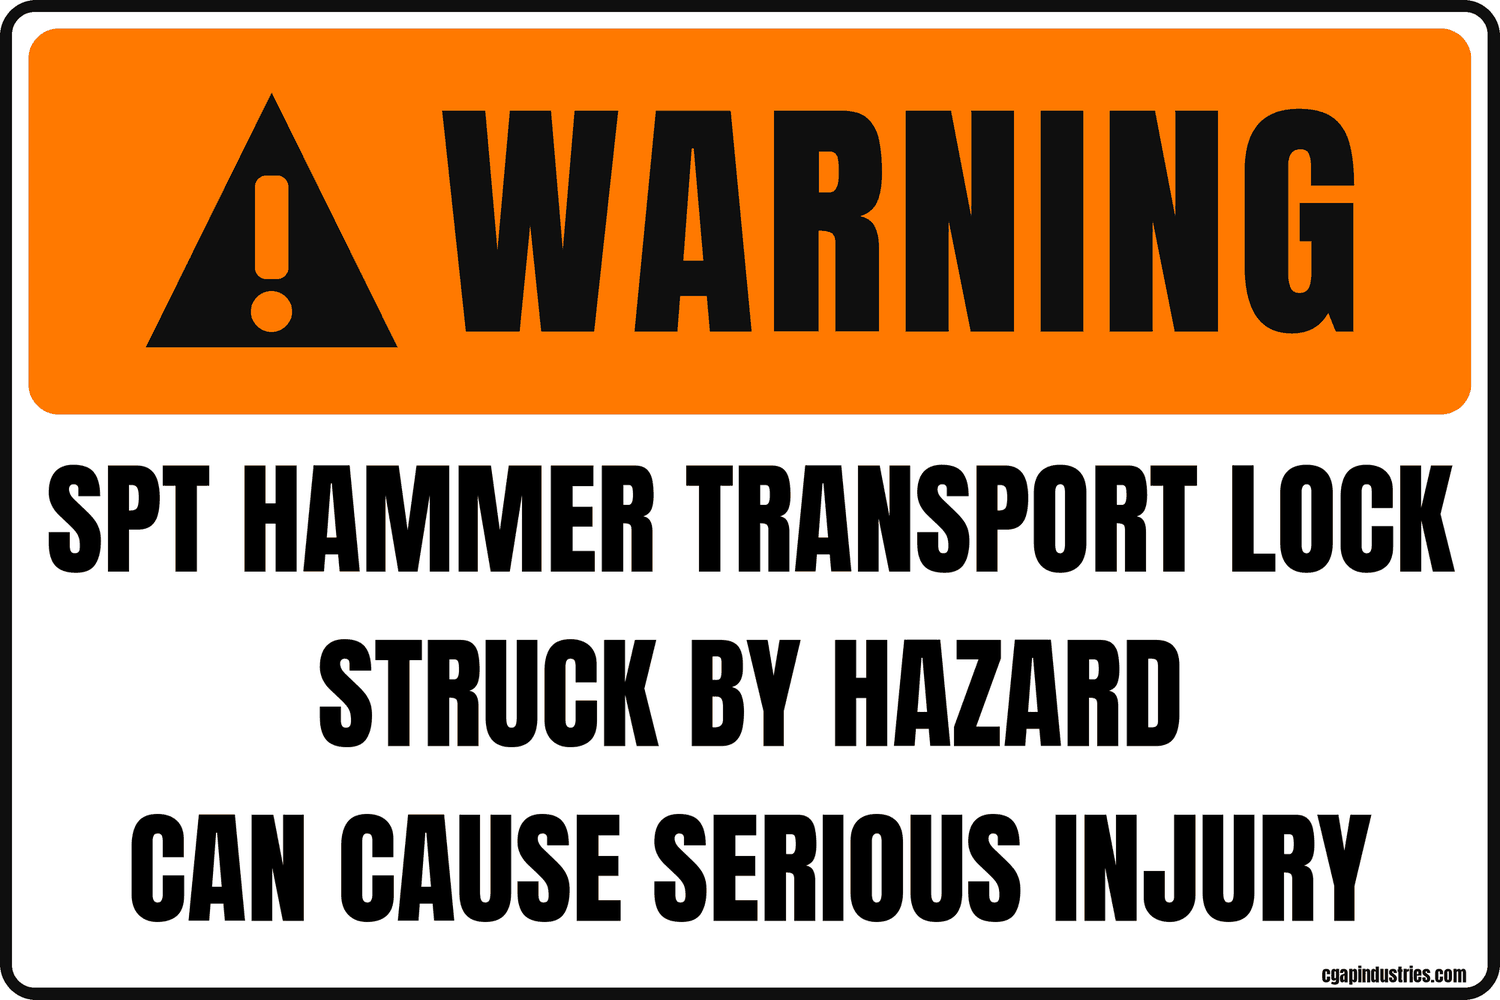 WARNING
SPT HAMMER TRANSPORT LOCK
STRUCK BY HAZARD
CAN CAUSE SERIOUS INJURY
cgapindustries.com